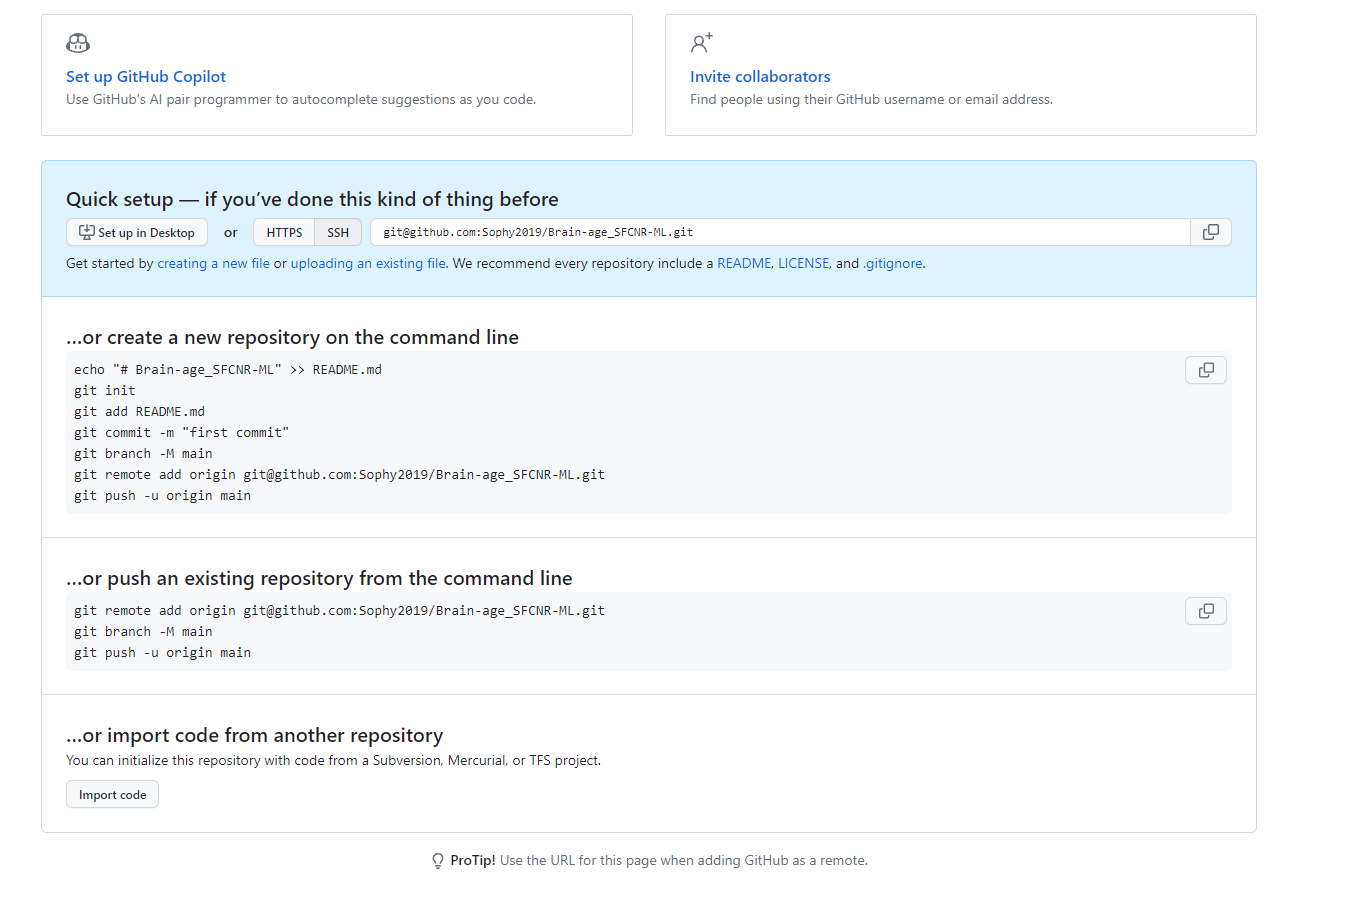 Set up GitHub Copilot
Use GitHub's AI pair programmer to autocomplete suggestions as you code.
Invite collaborators
Find people using their GitHub username or email address.
Quick setup — if you’ve done this kind of thing before
Set up in Desktop or HTTPS SSH git@github.com:Sophy2019/Brain-age_SFCNR-ML.git
Get started by creating a new file or uploading an existing file. We recommend every repository include a README, LICENSE, and .gitignore.
…or create a new repository on the command line
echo "# Brain-age_SFCNR-ML" >> README.md
git init
git add README.md
git commit -m "first commit"
git branch -M main
git remote add origin git@github.com:Sophy2019/Brain-age_SFCNR-ML.git
git push -u origin main
…or push an existing repository from the command line
git remote add origin git@github.com:Sophy2019/Brain-age_SFCNR-ML.git
git branch -M main
git push -u origin main
…or import code from another repository
You can initialize this repository with code from a Subversion, Mercurial, or TFS project.
Import code
ProTip! Use the URL for this page when adding GitHub as a remote.